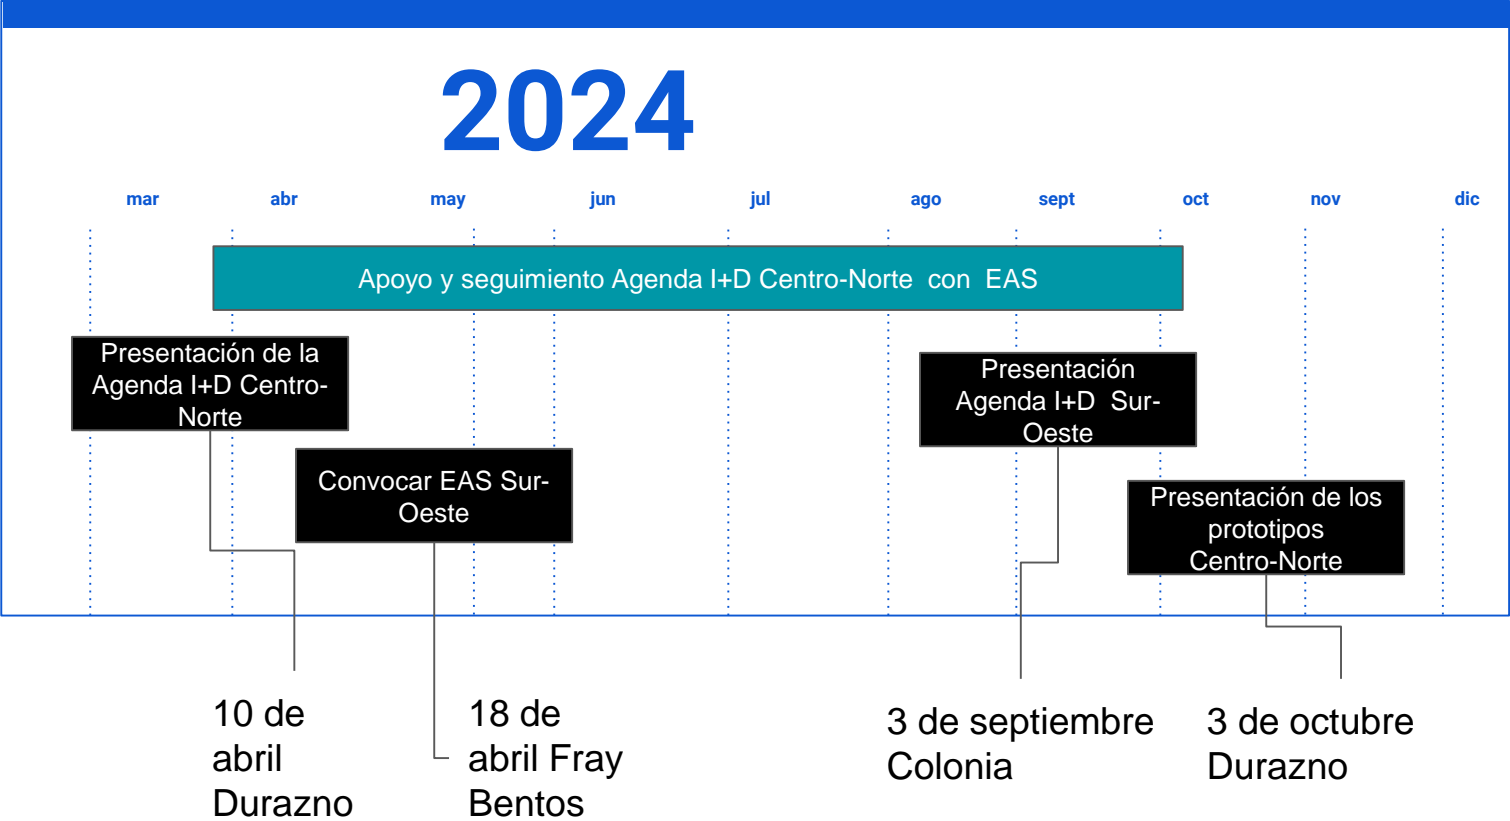 2024
mar abr may jun jul ago sept oct nov dic
Apoyo y seguimiento Agenda I+D Centro-Norte con EAS
Presentación de la
Agenda I+D Centro-
Norte
Presentación
Agenda I+D Sur-
Oeste
Convocar EAS Sur-
Oeste
Presentación de los
prototipos
Centro-Norte
10 de
abril
Durazno
18 de
abril Fray
Bentos
3 de septiembre
Colonia
3 de octubre
Durazno